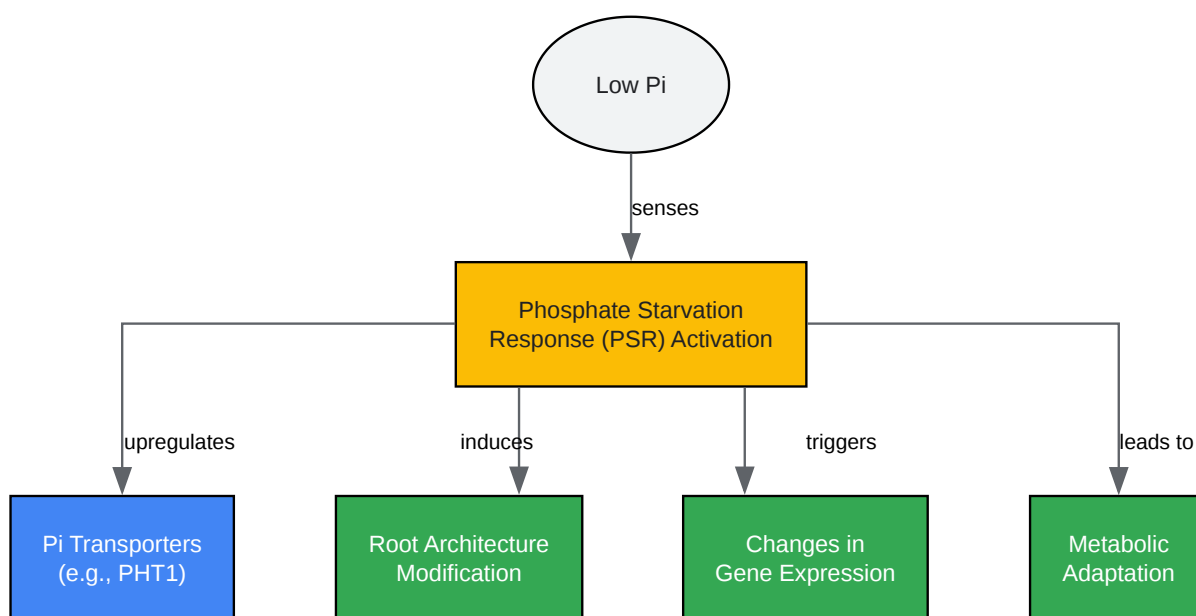 Low Pi
senses
Phosphate Starvation
Response (PSR) Activation
upregulates
induces
triggers
leads to
Pi Transporters
(e.g., PHT1)
Root Architecture
Modification
Changes in
Gene Expression
Metabolic
Adaptation